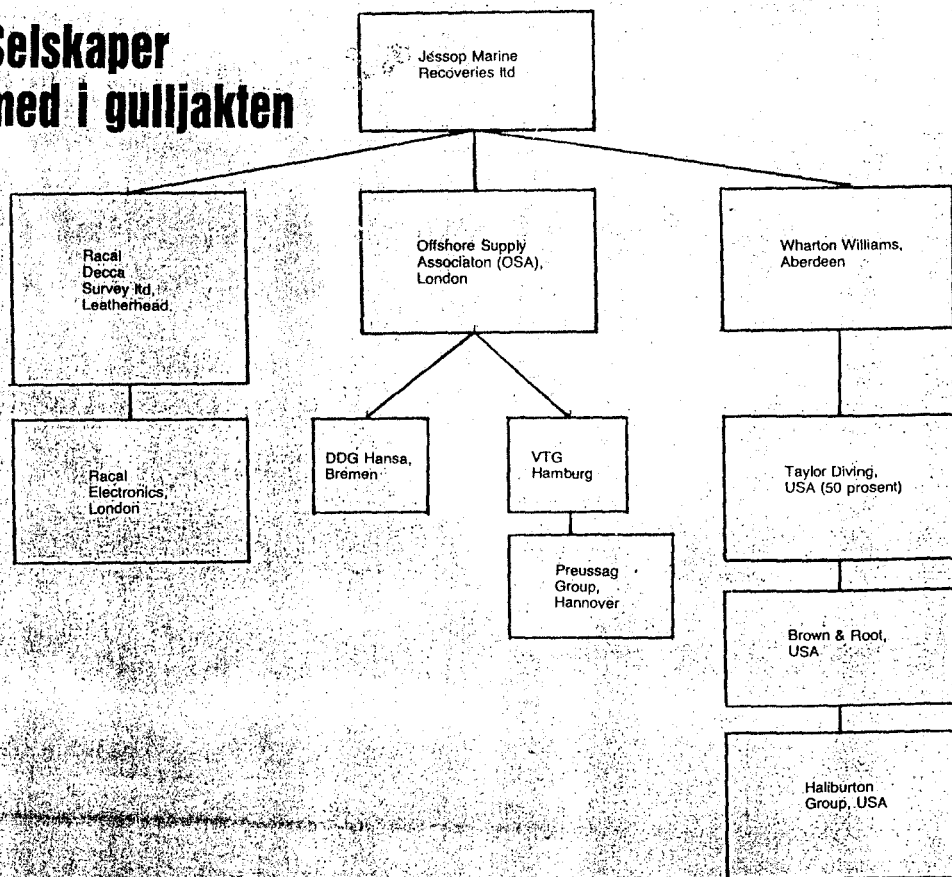 Selskaper
med i gulljakten
Jessop Marine
Recoveries ltd
Racal
Decca
Survey ltd,
Leatherhead,
Offshore Supply
Associaton (OSA),
London
Wharton Williams,
Aberdeen
Racal
Electronics,
London
DDG Hansa,
Bremen
VTG
Hamburg
Taylor Diving,
USA (50 prosent)
Preussag
Group,
Hannover
Brown & Root,
USA
Haliburton
Group, USA